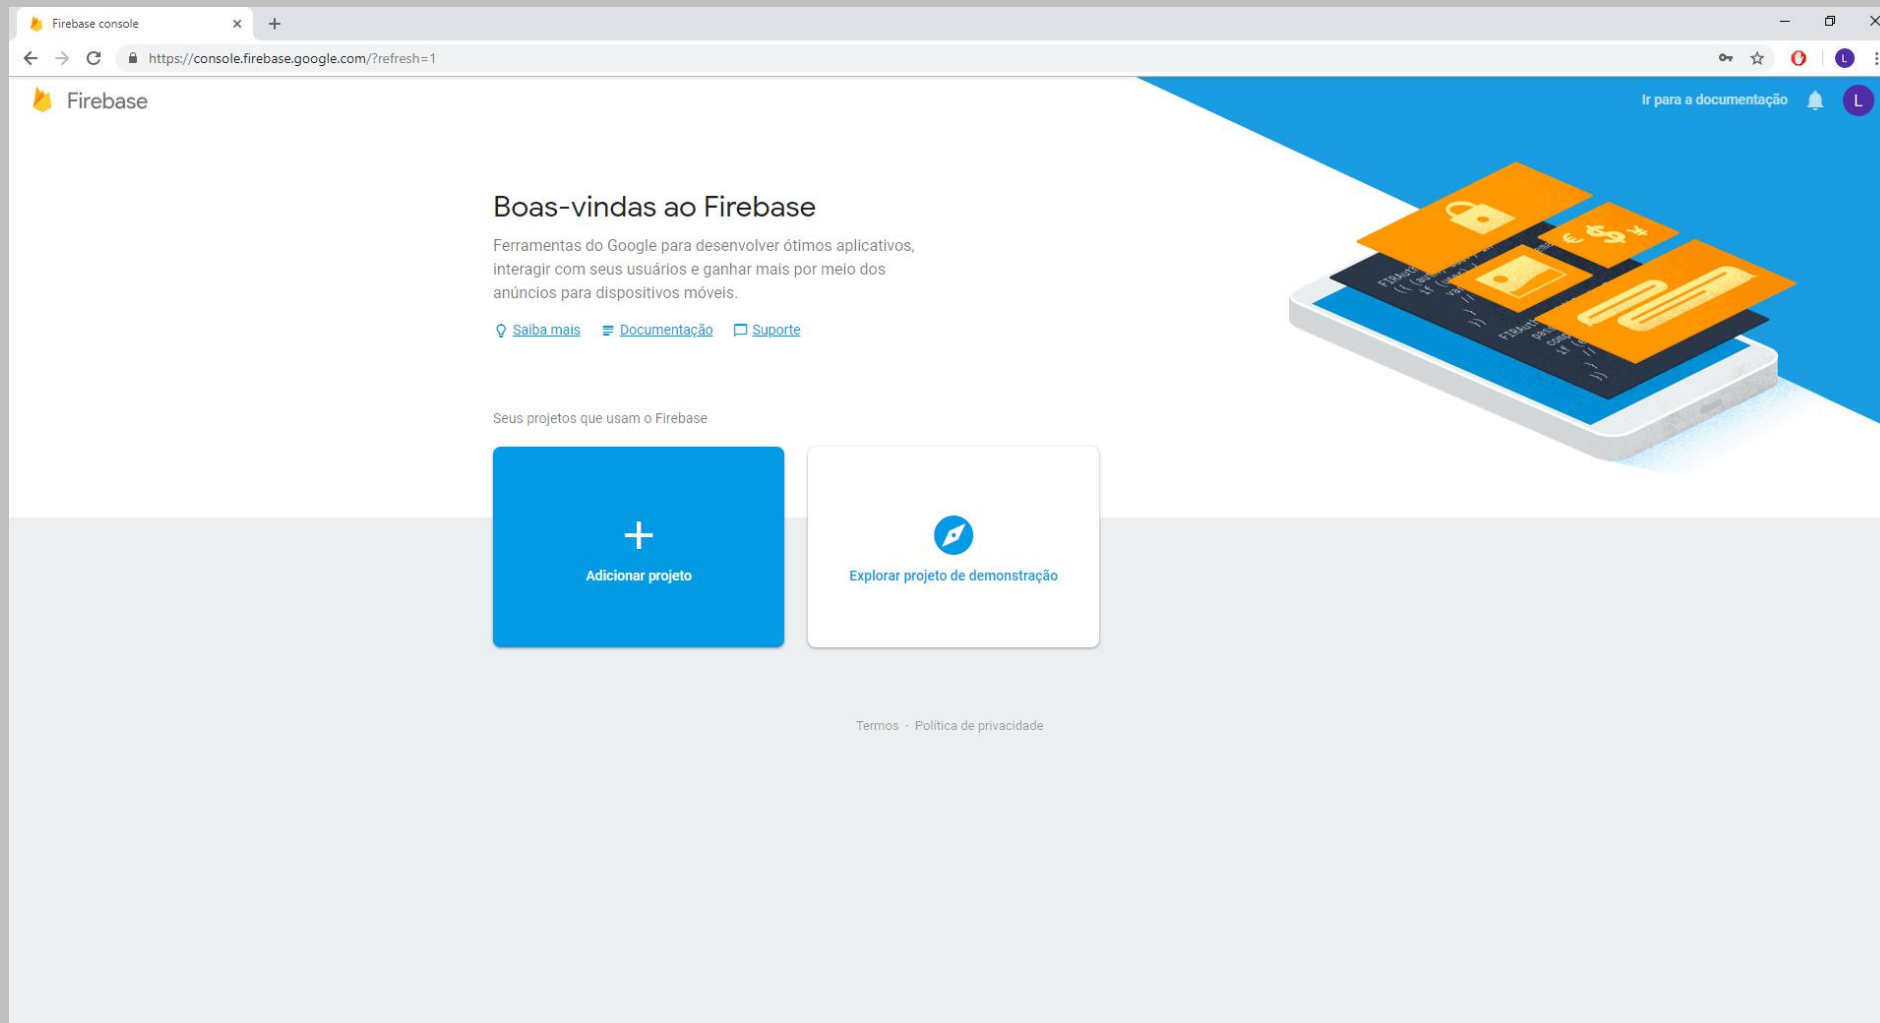 Firebase console
https://console.firebase.google.com/?refresh=1
L
Firebase
Ir para a documentação
L
Boas-vindas ao Firebase
Ferramentas do Google para desenvolver ótimos aplicativos,
interagir com seus usuários e ganhar mais por meio dos
anúncios para dispositivos móveis.
Saiba mais Documentação Suporte
Seus projetos que usam o Firebase
Adicionar projeto
Explorar projeto de demonstração
Termos · Política de privacidade